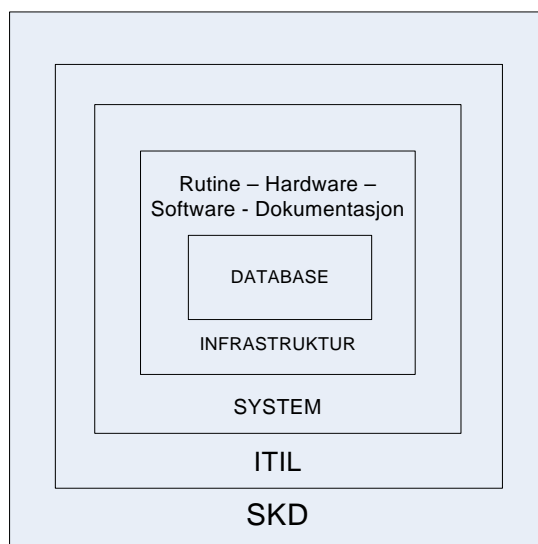 Rutine – Hardware –
Software - Dokumentasjon
DATABASE
INFRASTRUKTUR
SYSTEM
ITIL
SKD